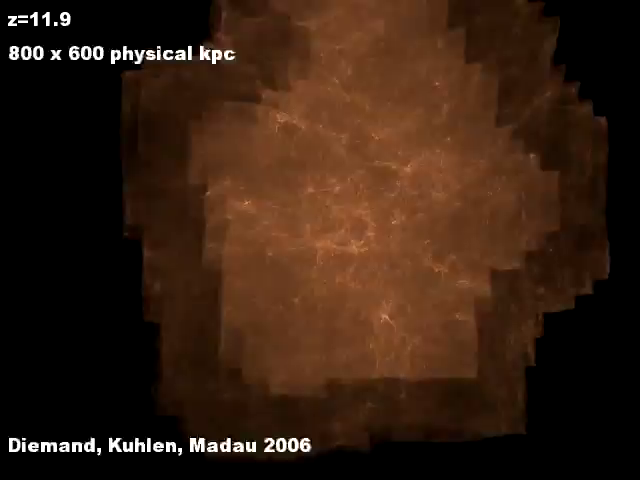 z=11.9
800 x 600 physical kpc
Diemand, Kuhlen, Madau 2006